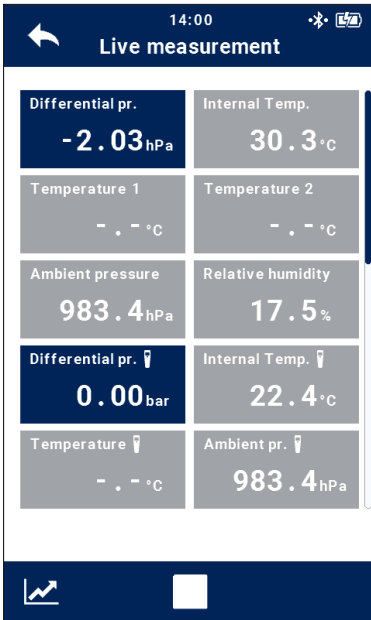 14:00
Live measurement
Differential pr.
-2.03hPa
Internal Temp.
30.3°C
Temperature 1
-.-°C
Temperature 2
-.-°C
Ambient pressure
983.4hPa
Relative humidity
17.5%
Differential pr.
0.00bar
Internal Temp.
22.4°C
Temperature
-.-°C
Ambient pr.
983.4hPa